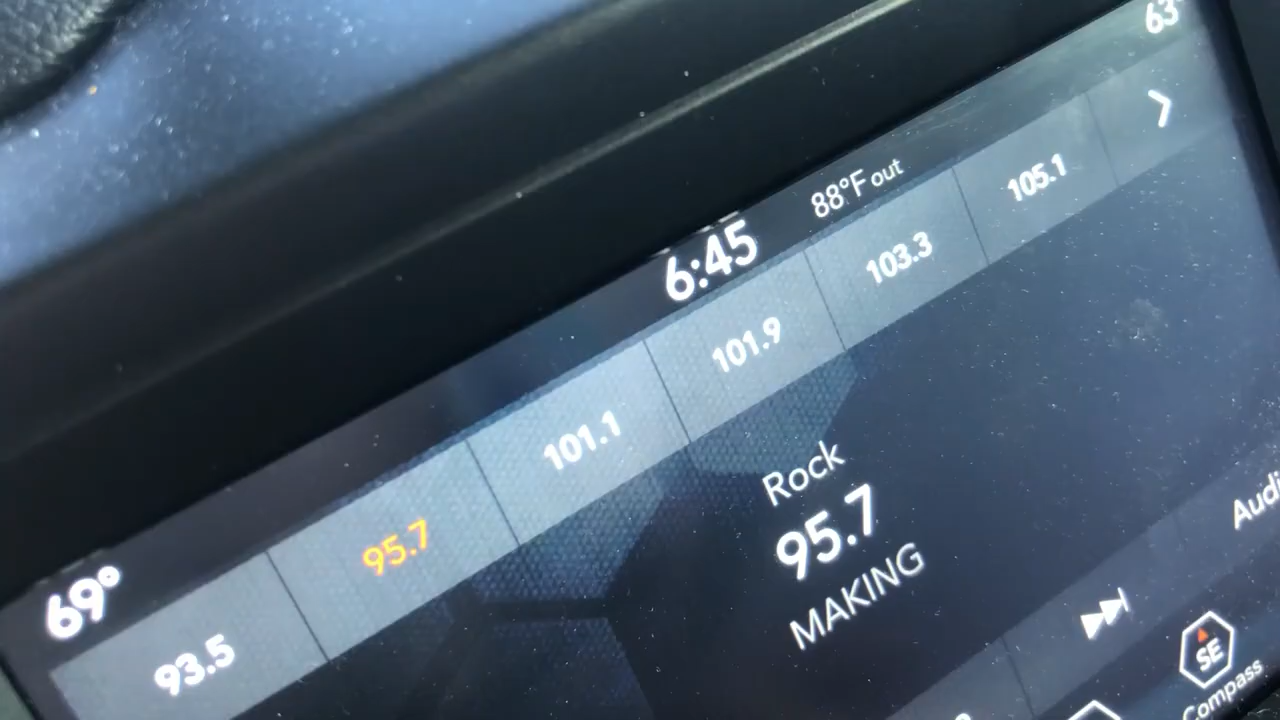 63°
88°F out
6:45
69°
93.5
95.7
101.1
101.9
103.3
105.1
Rock
95.7
MAKING
SE
Compass